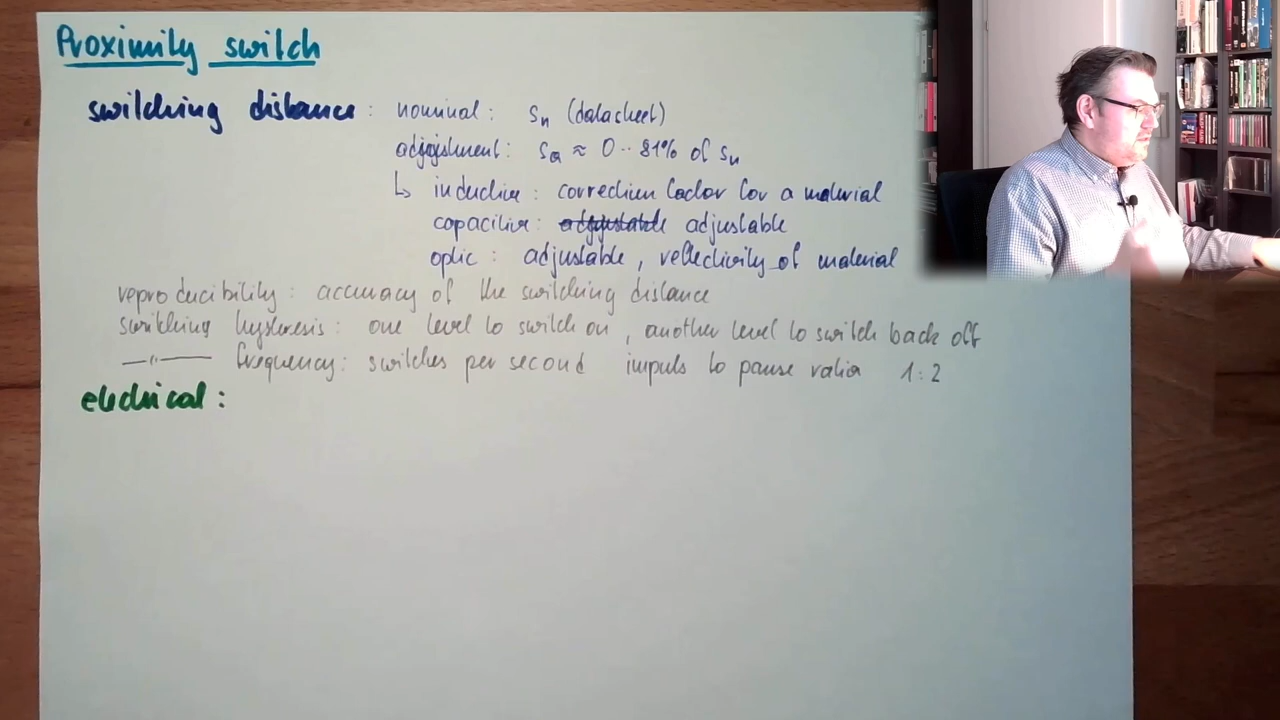 Proximity switch
switching distance: nominal: sn (datasheet)
adjustment: sa ≈ 0..81% of sn
↳ inductive: correction factor for a material
capacitive: adjustable adjustable
optic: adjustable, reflectivity of material
reproducibility: accuracy of the switching distance
switching hysteresis: one level to switch on, another level to switch back off
—"— frequency: switches per second impuls to pause ratio 1:2
electrical: